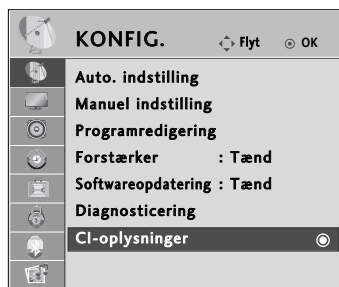 KONFIG. Flyt OK
Auto. indstilling
Manuel indstilling
Programredigering
Forstærker : Tænd
Softwareopdatering : Tænd
Diagnosticering
CI-oplysninger